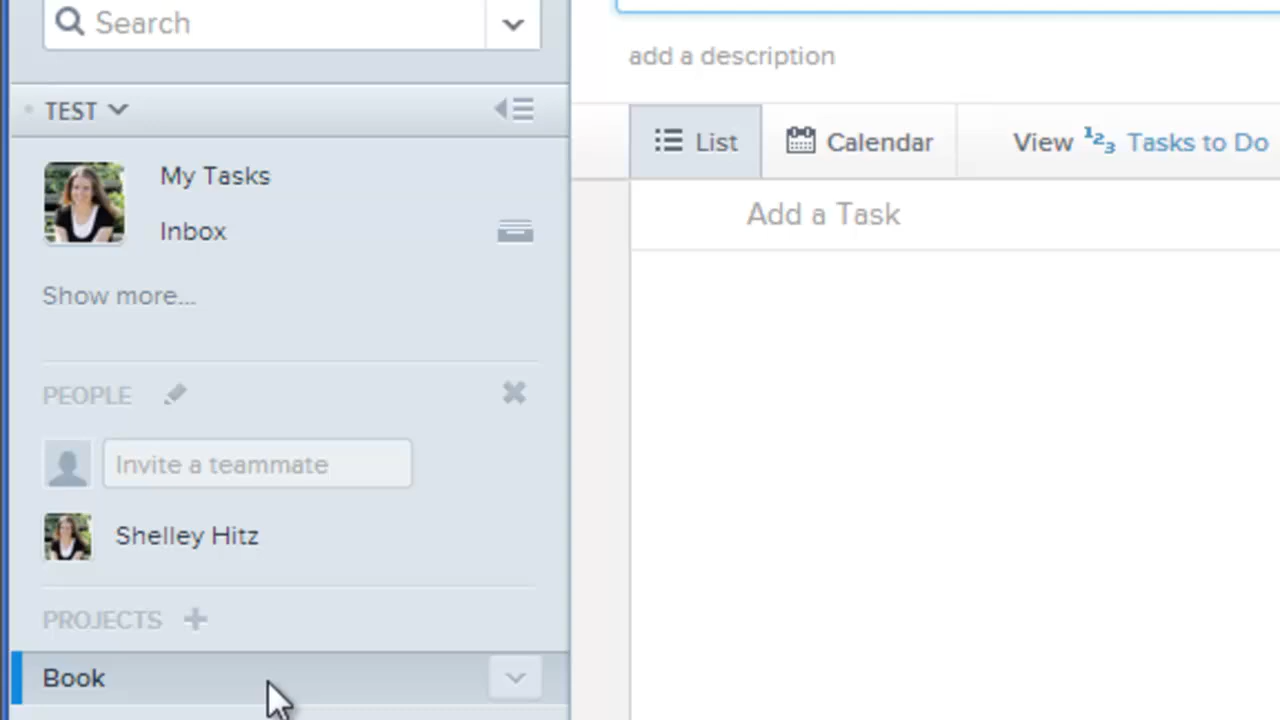 Search
add a description
TEST
List
Calendar
View 123 Tasks to Do
My Tasks
Add a Task
Inbox
Show more...
PEOPLE
Invite a teammate
Shelley Hitz
PROJECTS +
Book